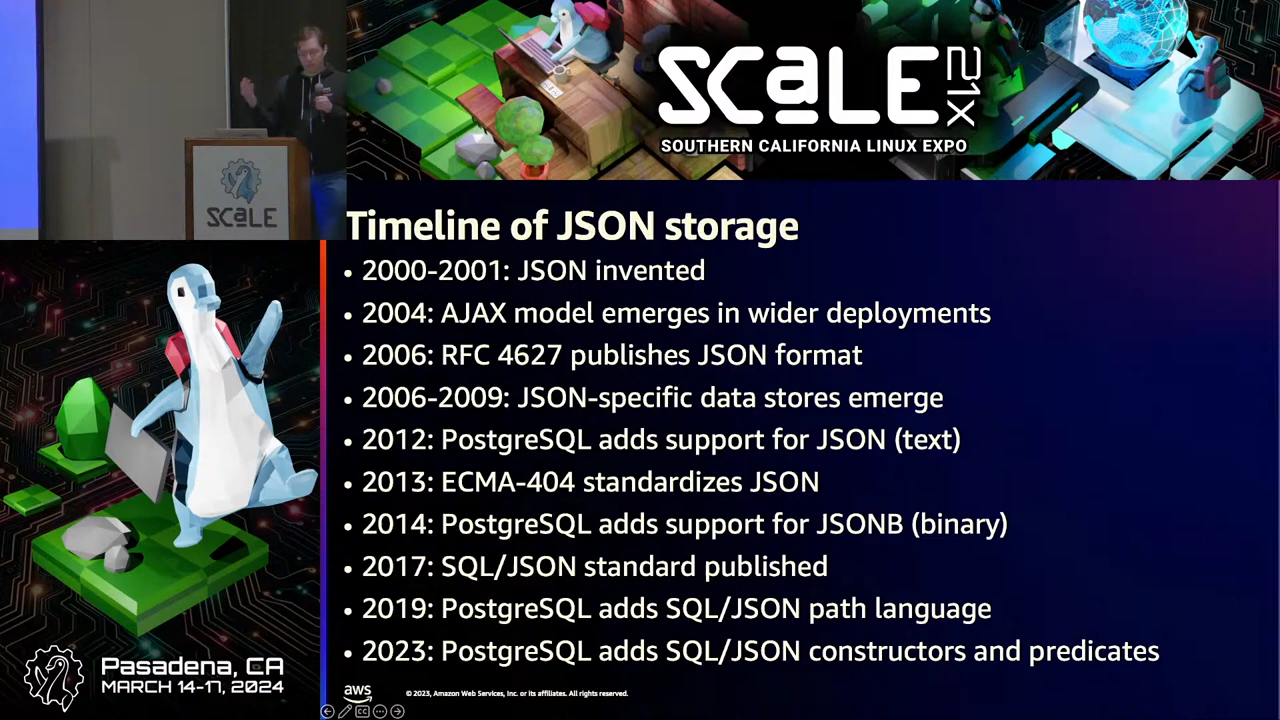 SCaLE 21X
SOUTHERN CALIFORNIA LINUX EXPO
SCaLE
Timeline of JSON storage
• 2000-2001: JSON invented
• 2004: AJAX model emerges in wider deployments
• 2006: RFC 4627 publishes JSON format
• 2006-2009: JSON-specific data stores emerge
• 2012: PostgreSQL adds support for JSON (text)
• 2013: ECMA-404 standardizes JSON
• 2014: PostgreSQL adds support for JSONB (binary)
• 2017: SQL/JSON standard published
• 2019: PostgreSQL adds SQL/JSON path language
• 2023: PostgreSQL adds SQL/JSON constructors and predicates
Pasadena, CA
MARCH 14-17, 2024
aws
© 2023, Amazon Web Services, Inc. or its affiliates. All rights reserved.
CC